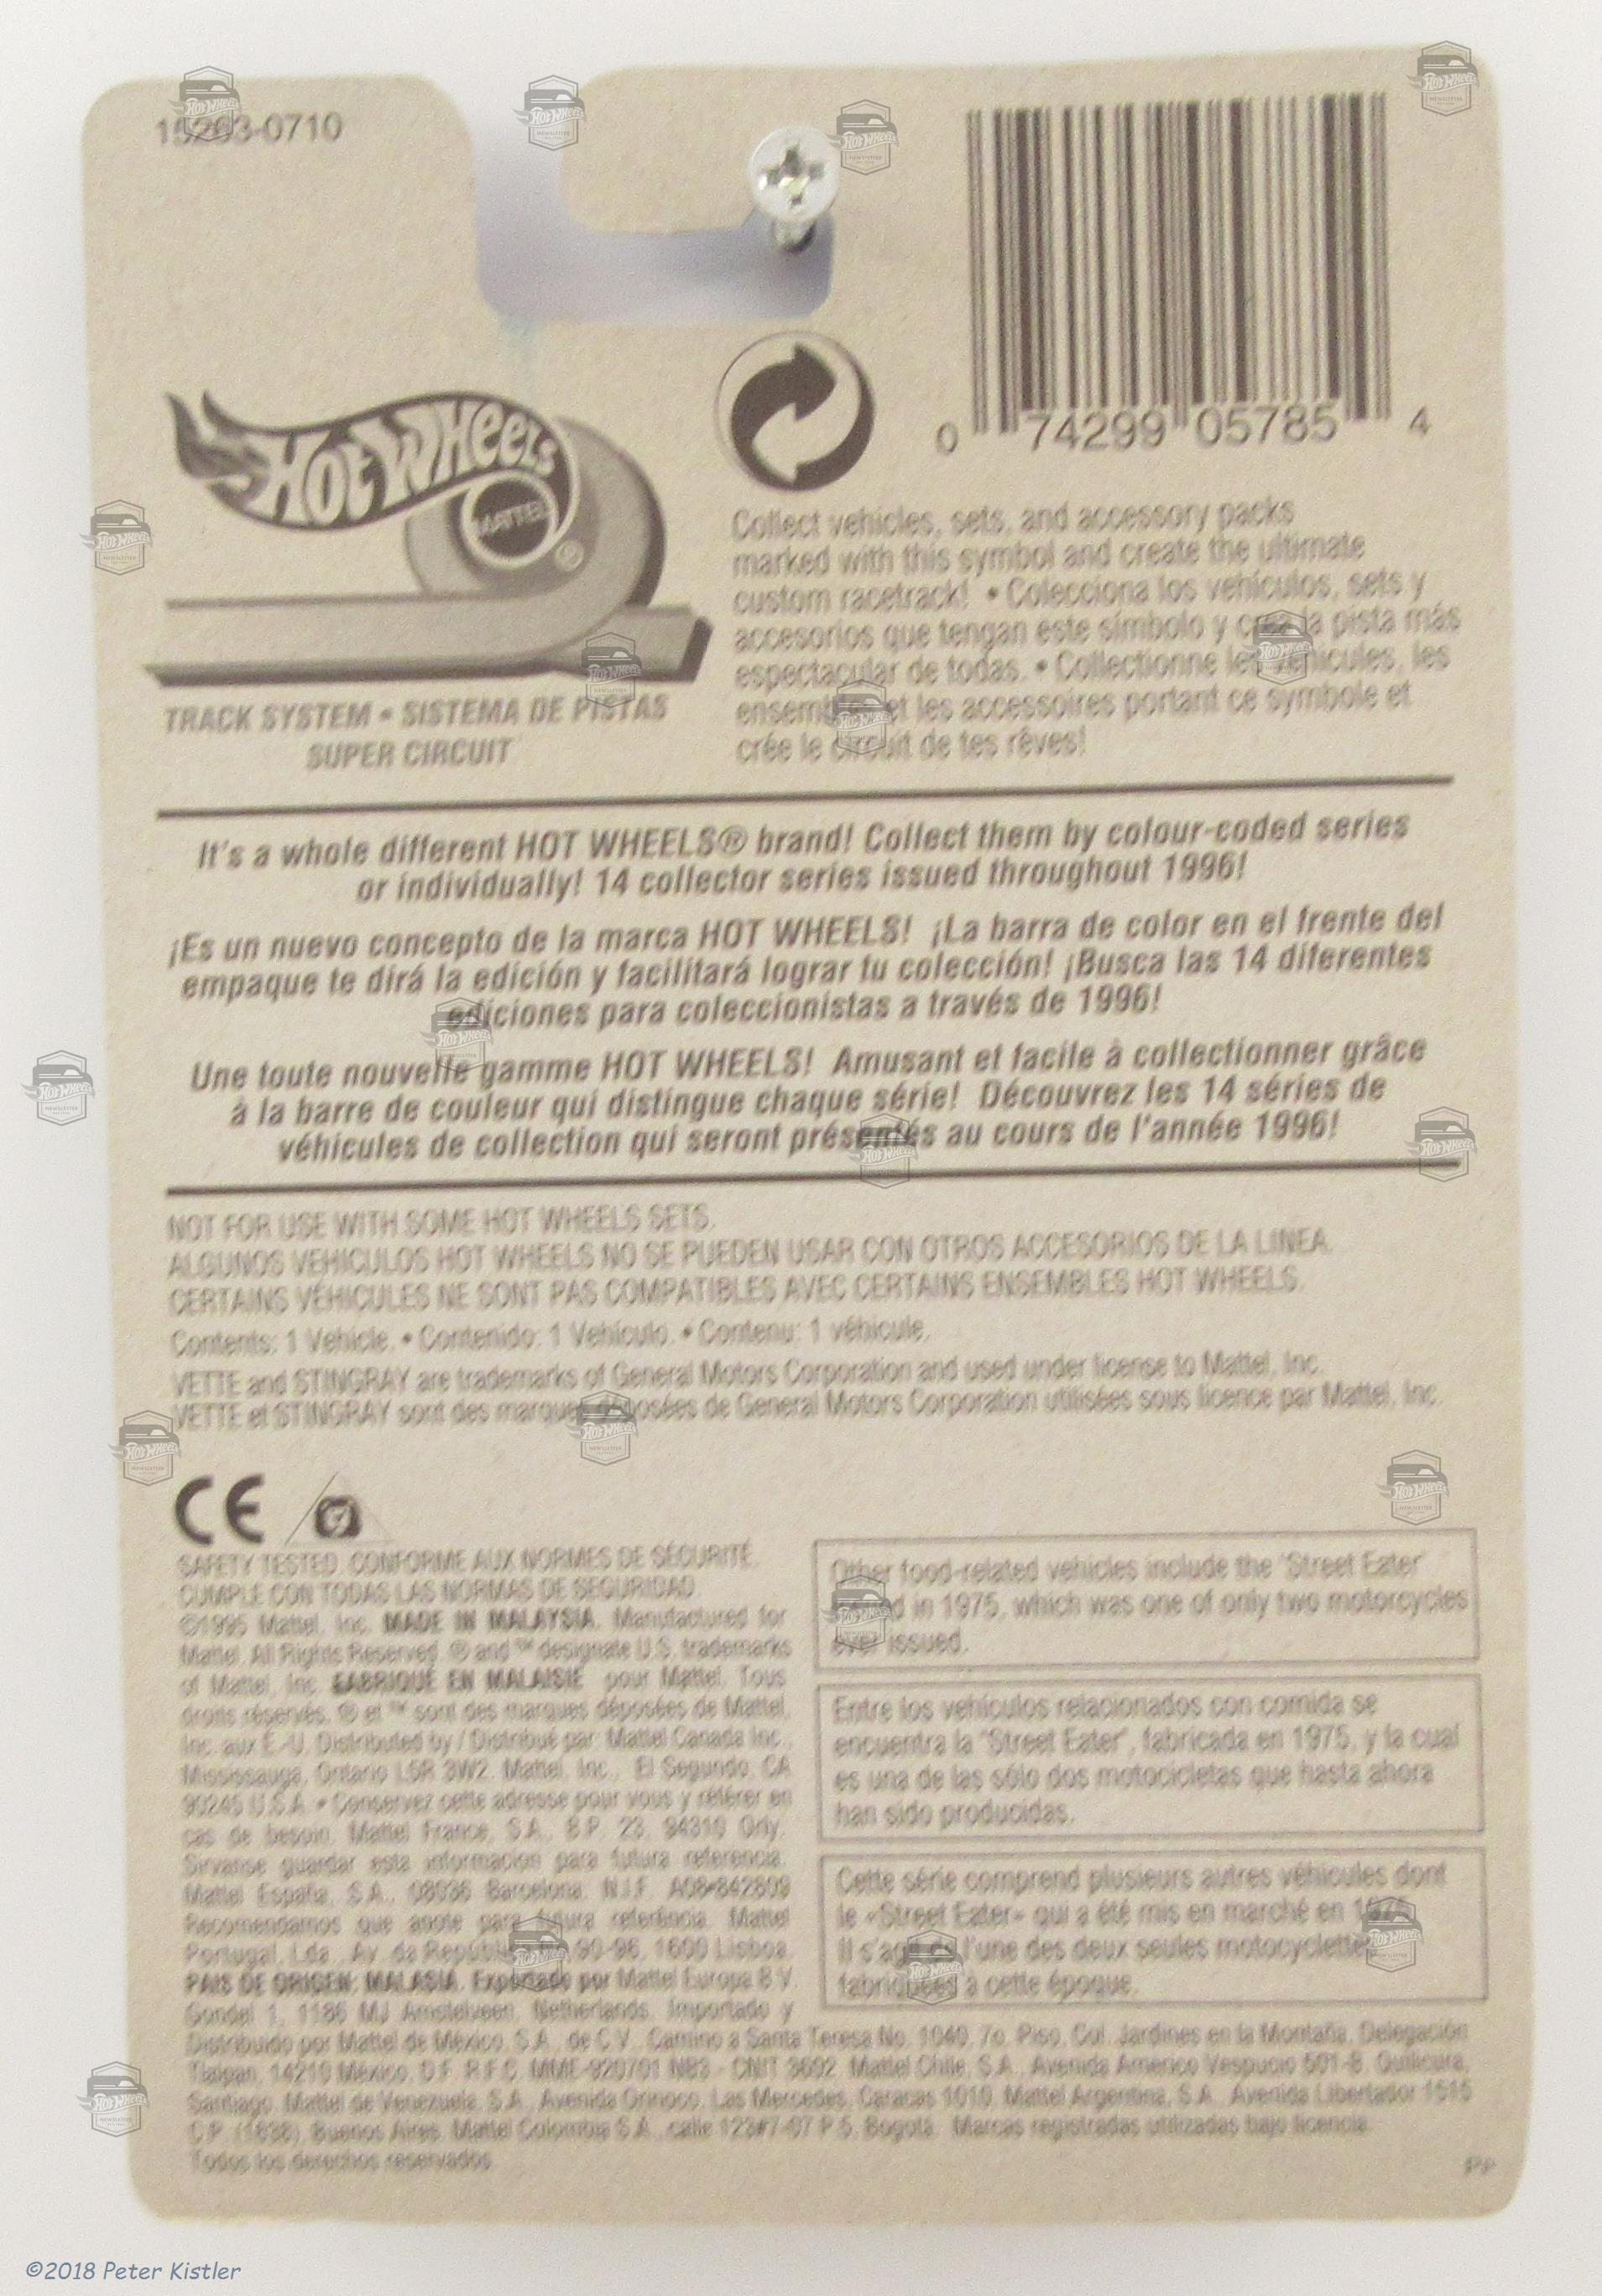 -0710
0 74299 05785 4
HOT WHEELS
MATTEL
®
TRACK SYSTEM • SISTEMA DE PISTAS
SUPER CIRCUIT
Collect vehicles, sets, and accessory packs
marked with this symbol and create the ultimate
custom racetrack! • Colecciona los vehículos, sets y
accesorios que tengan este símbolo y crea la pista más
espectacular de todas. • Collectionne les véhicules, les
ensembles et les accessoires portant ce symbole et
crée le circuit de tes rêves!
It's a whole different HOT WHEELS® brand! Collect them by colour-coded series
or individually! 14 collector series issued throughout 1996!
¡Es un nuevo concepto de la marca HOT WHEELS! ¡La barra de color en el frente del
empaque te dirá la edición y facilitará lograr tu colección! ¡Busca las 14 diferentes
ediciones para coleccionistas a través de 1996!
Une toute nouvelle gamme HOT WHEELS! Amusant et facile à collectionner grâce
à la barre de couleur qui distingue chaque série! Découvrez les 14 séries de
véhicules de collection qui seront présentés au cours de l'année 1996!
NOT FOR USE WITH SOME HOT WHEELS SETS.
ALGUNOS VEHICULOS HOT WHEELS NO SE PUEDEN USAR CON OTROS ACCESORIOS DE LA LINEA.
CERTAINS VÉHICULES NE SONT PAS COMPATIBLES AVEC CERTAINS ENSEMBLES HOT WHEELS.
Contents: 1 Vehicle. • Contenido: 1 Vehículo. • Contenu: 1 véhicule.
VETTE and STINGRAY are trademarks of General Motors Corporation and used under license to Mattel, Inc.
VETTE et STINGRAY sont des marques déposées de General Motors Corporation utilisées sous licence par Mattel, Inc.
CE
SAFETY TESTED. CONFORME AUX NORMES DE SÉCURITÉ.
CUMPLE CON TODAS LAS NORMAS DE SEGURIDAD.
©1995 Mattel, Inc. MADE IN MALAYSIA. Manufactured for
Mattel. All Rights Reserved. ® and ™ designate U.S. trademarks
of Mattel, Inc. FABRIQUÉ EN MALAISIE pour Mattel. Tous
droits réservés. ® et ™ sont des marques déposées de Mattel,
Inc. aux É.-U. Distributed by / Distribué par: Mattel Canada Inc.,
Mississauga, Ontario L5R 3W2. Mattel, Inc., El Segundo, CA
90245 U.S.A. • Conservez cette adresse pour vous y référer en
cas de besoin. Mattel France, S.A., B.P. 23, 94310 Orly.
Sirvanse guardar esta informacion para futura referencia.
Mattel España, S.A., 08036 Barcelona. N.I.F. A08-842809
Recomendamos que anote para futura referência. Mattel
Portugal, Lda., Av. da República 90-96, 1600 Lisboa.
PAIS DE ORIGEN: MALASIA. Exportado por Mattel Europa B.V.
Gondel 1, 1186 MJ Amstelveen, Netherlands. Importado y
Distribuido por Mattel de México, S.A. de C.V., Camino a Santa Teresa No. 1040, 7o. Piso, Col. Jardines en la Montaña, Delegación
Tlalpan, 14210 México, D.F. R.F.C. MME-920701 NB3 - CNIT 3602. Mattel Chile, S.A., Avenida Americo Vespucio 501-B, Quilicura,
Santiago. Mattel de Venezuela, S.A., Avenida Orinoco, Las Mercedes, Caracas 1010. Mattel Argentina, S.A., Avenida Libertador 1515
C.P. (1638), Buenos Aires. Mattel Colombia S.A., calle 123#7-07 P.5, Bogotá. Marcas registradas utilizadas bajo licencia.
Todos los derechos reservados.
Other food-related vehicles include the 'Street Eater'
in 1975, which was one of only two motorcycles
ever issued.
Entre los vehículos relacionados con comida se
encuentra la "Street Eater", fabricada en 1975, y la cual
es una de las sólo dos motocicletas que hasta ahora
han sido producidas.
Cette série comprend plusieurs autres véhicules dont
le «Street Eater» qui a été mis en marché en 1975.
Il s'agit de l'une des deux seules motocyclettes
fabriquées à cette époque.
©2018 Peter Kistler